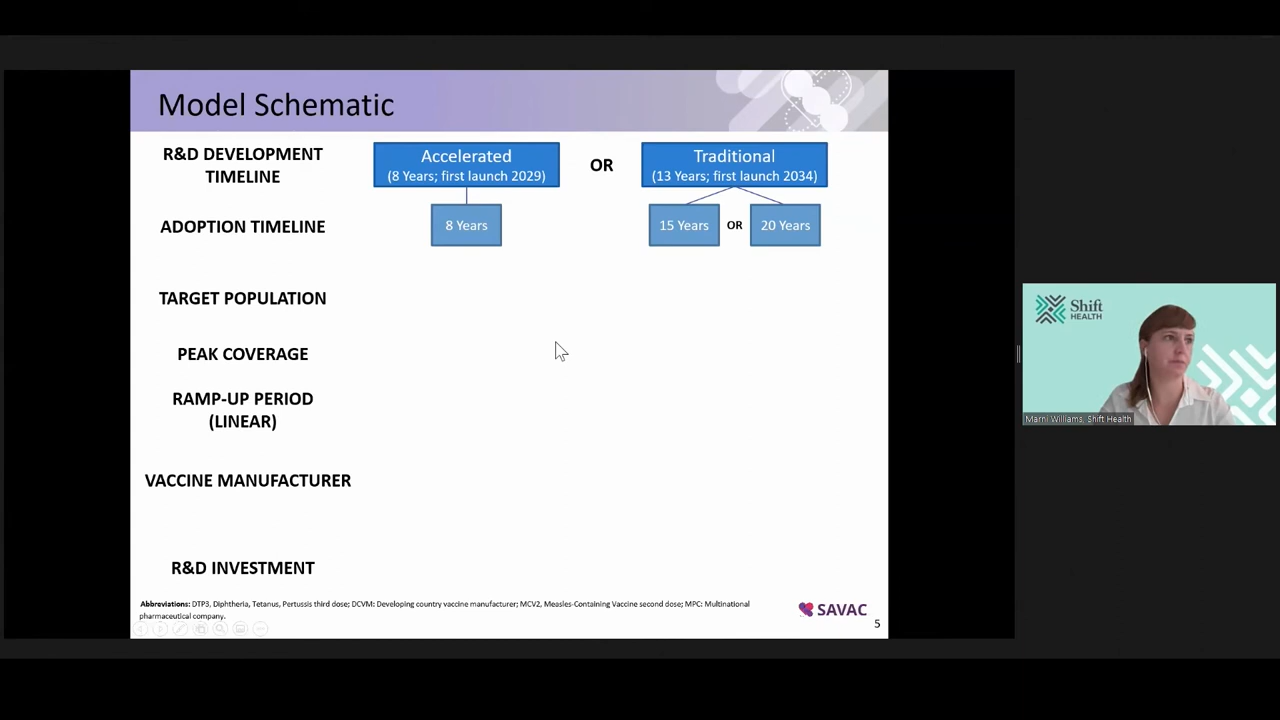 Model Schematic
R&D DEVELOPMENT
TIMELINE
Accelerated
(8 Years; first launch 2029)
OR
Traditional
(13 Years; first launch 2034)
ADOPTION TIMELINE
8 Years
15 Years
OR
20 Years
TARGET POPULATION
PEAK COVERAGE
RAMP-UP PERIOD
(LINEAR)
VACCINE MANUFACTURER
R&D INVESTMENT
Abbreviations: DTP3, Diphtheria, Tetanus, Pertussis third dose; DCVM: Developing country vaccine manufacturer; MCV2, Measles-Containing Vaccine second dose; MPC: Multinational
pharmaceutical company.
SAVAC
5
Shift
HEALTH
Marni Williams, Shift Health